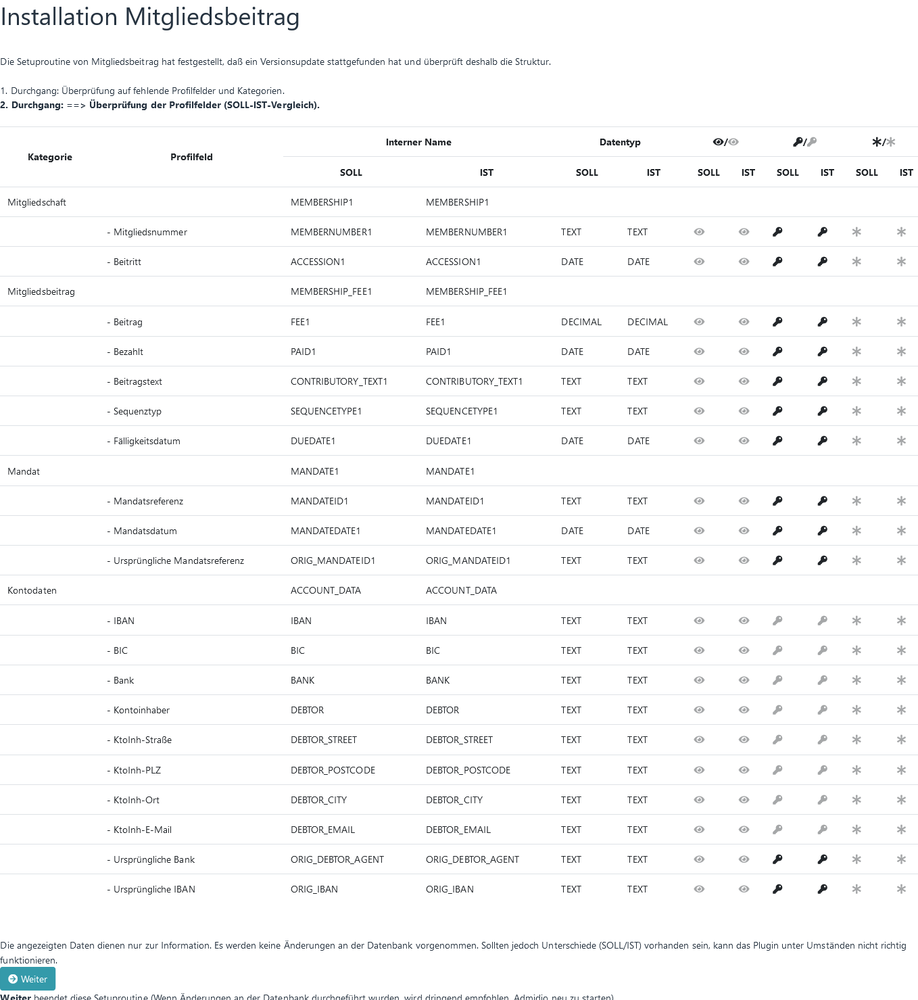 Installation Mitgliedsbeitrag
Die Setuproutine von Mitgliedsbeitrag hat festgestellt, daß ein Versionsupdate stattgefunden hat und überprüft deshalb die Struktur.
1. Durchgang: Überprüfung auf fehlende Profilfelder und Kategorien.
2. Durchgang: ==> Überprüfung der Profilfelder (SOLL-IST-Vergleich).
Kategorie Profilfeld Interner Name Datentyp / / /
SOLL IST SOLL IST SOLL IST SOLL IST SOLL IST
Mitgliedschaft MEMBERSHIP1 MEMBERSHIP1
- Mitgliedsnummer MEMBERNUMBER1 MEMBERNUMBER1 TEXT TEXT
- Beitritt ACCESSION1 ACCESSION1 DATE DATE
Mitgliedsbeitrag MEMBERSHIP_FEE1 MEMBERSHIP_FEE1
- Beitrag FEE1 FEE1 DECIMAL DECIMAL
- Bezahlt PAID1 PAID1 DATE DATE
- Beitragstext CONTRIBUTORY_TEXT1 CONTRIBUTORY_TEXT1 TEXT TEXT
- Sequenztyp SEQUENCETYPE1 SEQUENCETYPE1 TEXT TEXT
- Fälligkeitsdatum DUEDATE1 DUEDATE1 DATE DATE
Mandat MANDATE1 MANDATE1
- Mandatsreferenz MANDATEID1 MANDATEID1 TEXT TEXT
- Mandatsdatum MANDATEDATE1 MANDATEDATE1 DATE DATE
- Ursprüngliche Mandatsreferenz ORIG_MANDATEID1 ORIG_MANDATEID1 TEXT TEXT
Kontodaten ACCOUNT_DATA ACCOUNT_DATA
- IBAN IBAN IBAN TEXT TEXT
- BIC BIC BIC TEXT TEXT
- Bank BANK BANK TEXT TEXT
- Kontoinhaber DEBTOR DEBTOR TEXT TEXT
- KtoInh-Straße DEBTOR_STREET DEBTOR_STREET TEXT TEXT
- KtoInh-PLZ DEBTOR_POSTCODE DEBTOR_POSTCODE TEXT TEXT
- KtoInh-Ort DEBTOR_CITY DEBTOR_CITY TEXT TEXT
- KtoInh-E-Mail DEBTOR_EMAIL DEBTOR_EMAIL TEXT TEXT
- Ursprüngliche Bank ORIG_DEBTOR_AGENT ORIG_DEBTOR_AGENT TEXT TEXT
- Ursprüngliche IBAN ORIG_IBAN ORIG_IBAN TEXT TEXT
Die angezeigten Daten dienen nur zur Information. Es werden keine Änderungen an der Datenbank vorgenommen. Sollten jedoch Unterschiede (SOLL/IST) vorhanden sein, kann das Plugin unter Umständen nicht richtig
funktionieren.
Weiter
Weiter beendet diese Setuproutine (Wenn Änderungen an der Datenbank durchgeführt wurden, wird dringend empfohlen, Admidio neu zu starten)